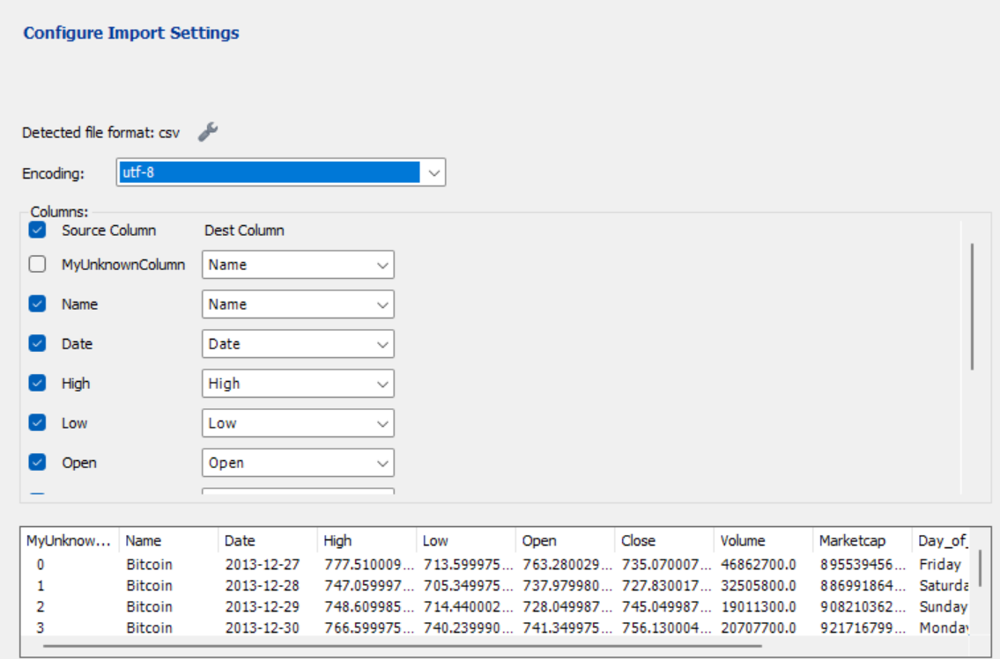 Configure Import Settings
Detected file format: csv
Encoding: utf-8
Columns:
Source Column Dest Column
MyUnknownColumn Name
Name Name
Date Date
High High
Low Low
Open Open
MyUnknow... Name Date High Low Open Close Volume Marketcap Day_of_
0 Bitcoin 2013-12-27 777.510009... 713.599975... 763.280029... 735.070007... 46862700.0 895539456... Friday
1 Bitcoin 2013-12-28 747.059997... 705.349975... 737.979980... 727.830017... 32505800.0 886991864... Saturda
2 Bitcoin 2013-12-29 748.609985... 714.440002... 728.049987... 745.049987... 19011300.0 908210362... Sunday
3 Bitcoin 2013-12-30 766.599975... 740.239990... 741.349975... 756.130004... 20707700.0 921716799... Monday